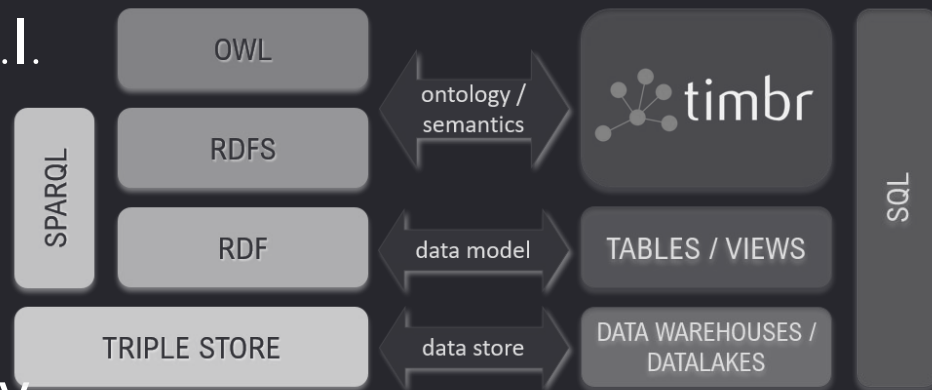 .I.
OWL
ontology /
semantics
timbr
SPARQL
RDFS
SQL
RDF
data model
TABLES / VIEWS
TRIPLE STORE
data store
DATA WAREHOUSES /
DATALAKES